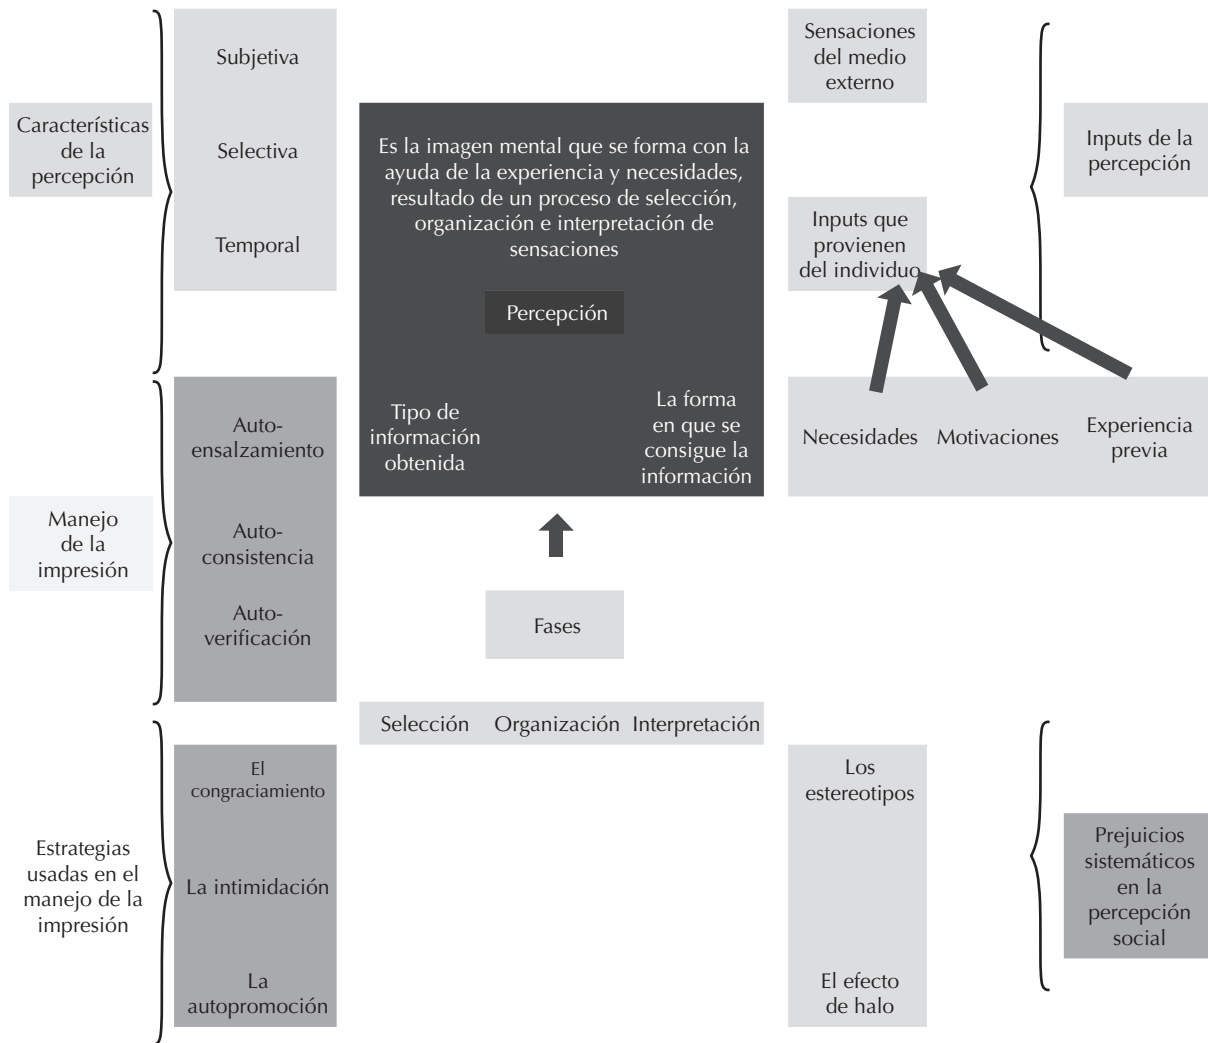 Características
de la
percepción
Subjetiva
Selectiva
Temporal
Es la imagen mental que se forma con la
ayuda de la experiencia y necesidades,
resultado de un proceso de selección,
organización e interpretación de
sensaciones
Percepción
Tipo de
información
obtenida
La forma
en que se
consigue la
información
Sensaciones
del medio
externo
Inputs que
provienen
del individuo
Inputs de la
percepción
Necesidades
Motivaciones
Experiencia
previa
Manejo
de la
impresión
Auto-
ensalzamiento
Auto-
consistencia
Auto-
verificación
Fases
Selección
Organización
Interpretación
Estrategias
usadas en el
manejo de la
impresión
El
congraciamiento
La intimidación
La
autopromoción
Los
estereotipos
El efecto
de halo
Prejuicios
sistemáticos
en la
percepción
social